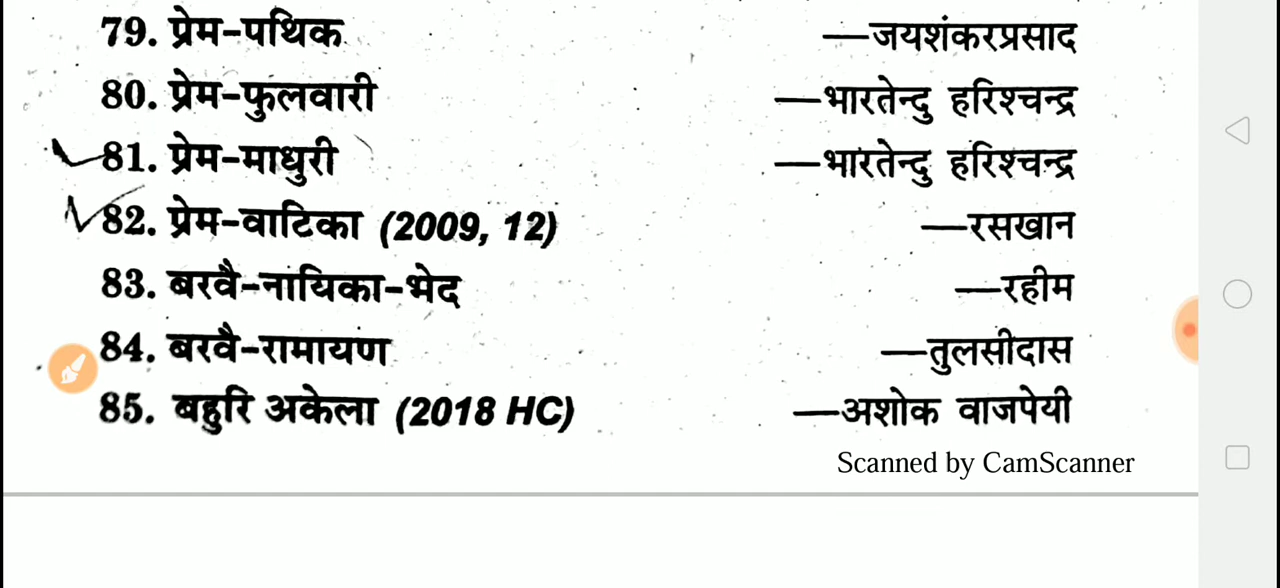 79. प्रेम-पथिक —जयशंकरप्रसाद
80. प्रेम-फुलवारी —भारतेन्दु हरिश्चन्द्र
81. प्रेम-माधुरी —भारतेन्दु हरिश्चन्द्र
82. प्रेम-वाटिका (2009, 12) —रसखान
83. बरवै-नायिका-भेद —रहीम
84. बरवै-रामायण —तुलसीदास
85. बहुरि अकेला (2018 HC) —अशोक वाजपेयी
Scanned by CamScanner